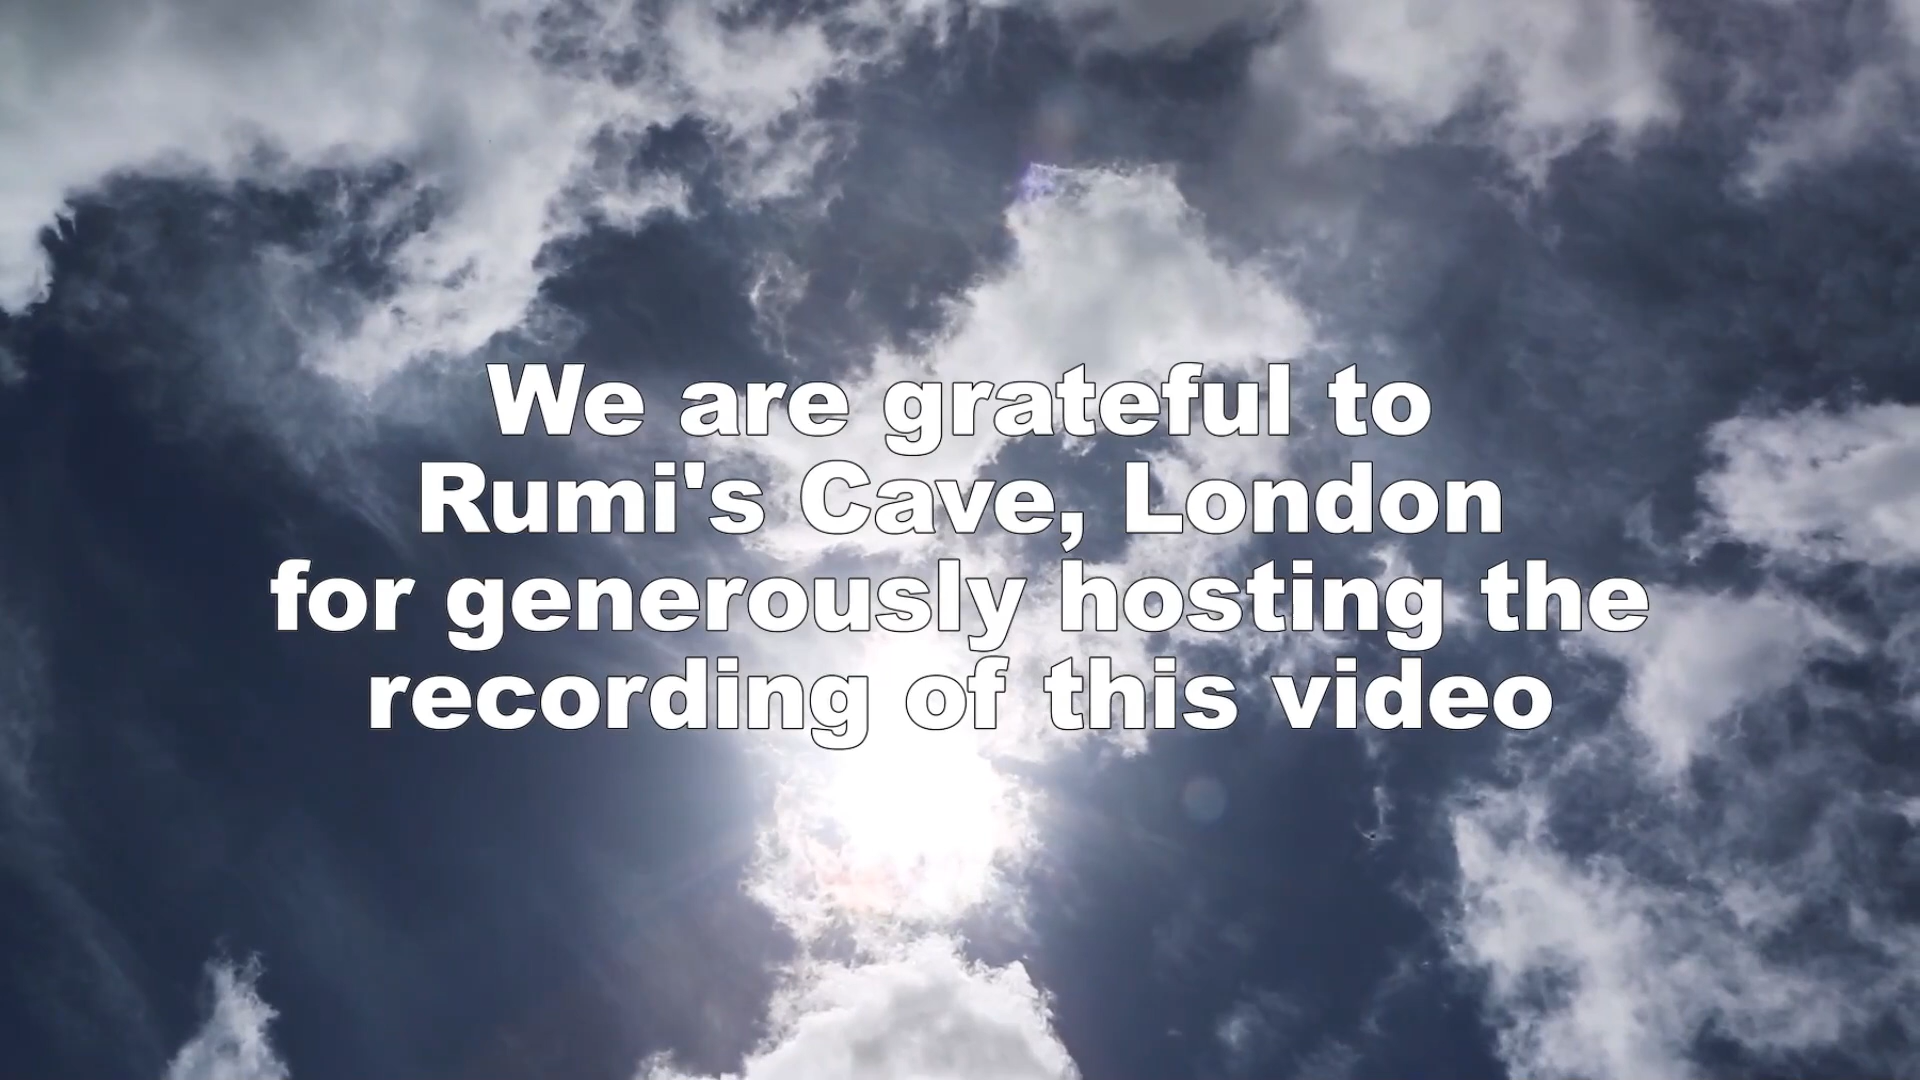 We are grateful to
Rumi's Cave, London
for generously hosting the
recording of this video